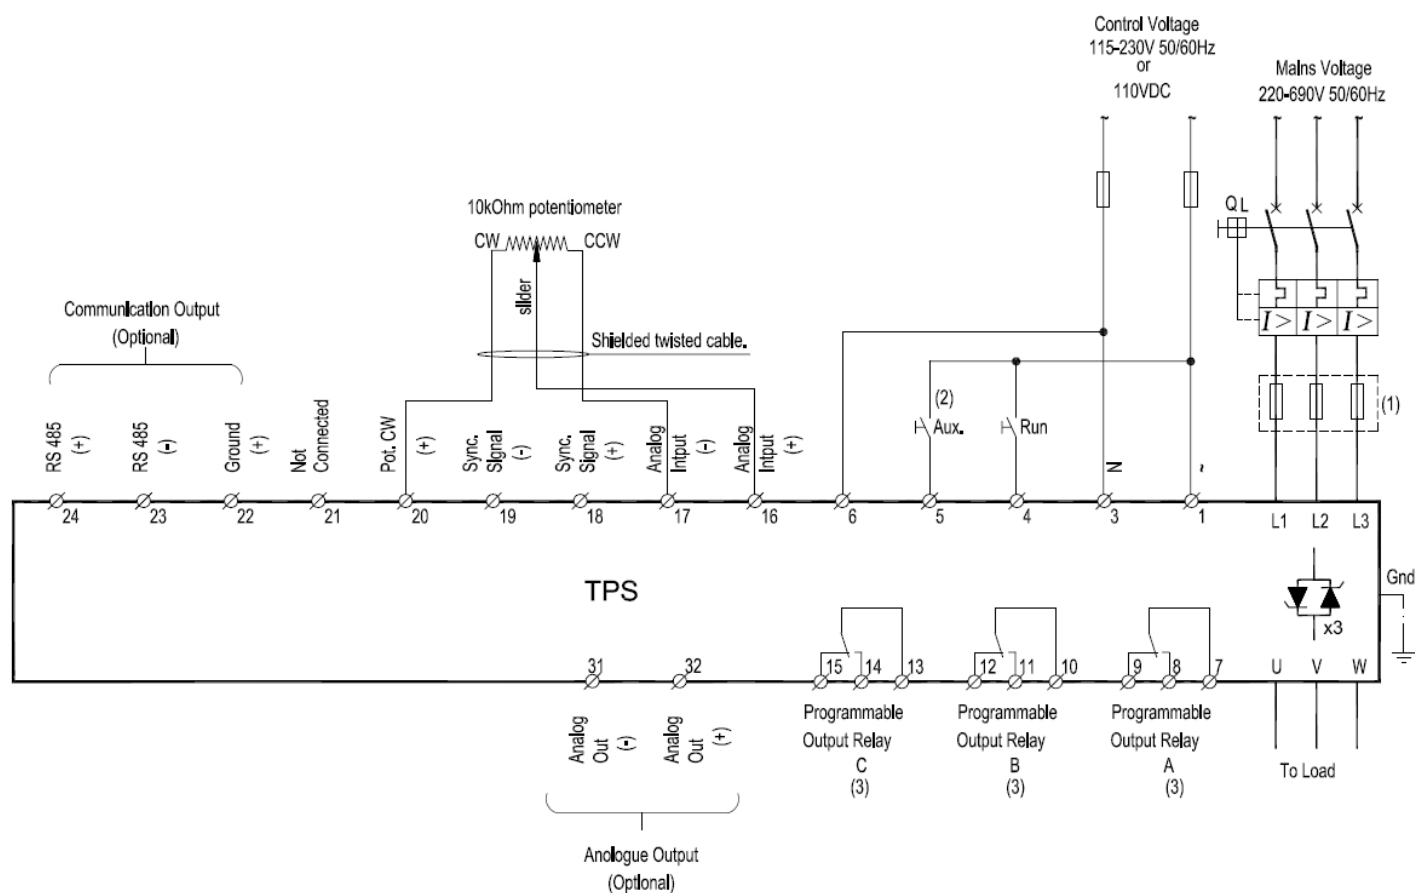 Control Voltage
115-230V 50/60Hz
or
110VDC
Mains Voltage
220-690V 50/60Hz
QL
10kOhm potentiometer
CW
CCW
slider
Shielded twisted cable.
Communication Output
(Optional)
I >
I >
I >
(1)
(2)
Aux.
Run
RS 485
(+)
RS 485
(-)
Ground
(+)
Not
Connected
Pot. CW
(+)
Sync.
Signal
(-)
Sync.
Signal
(+)
Analog
Intput
(-)
Analog
Intput
(+)
N
~
24
23
22
21
20
19
18
17
16
6
5
4
3
1
L1
L2
L3
TPS
Gnd
x3
31
32
15
14
13
12
11
10
9
8
7
U
V
W
Analog
Out
(-)
Analog
Out
(+)
Programmable
Output Relay
C
(3)
Programmable
Output Relay
B
(3)
Programmable
Output Relay
A
(3)
To Load
Anologue Output
(Optional)